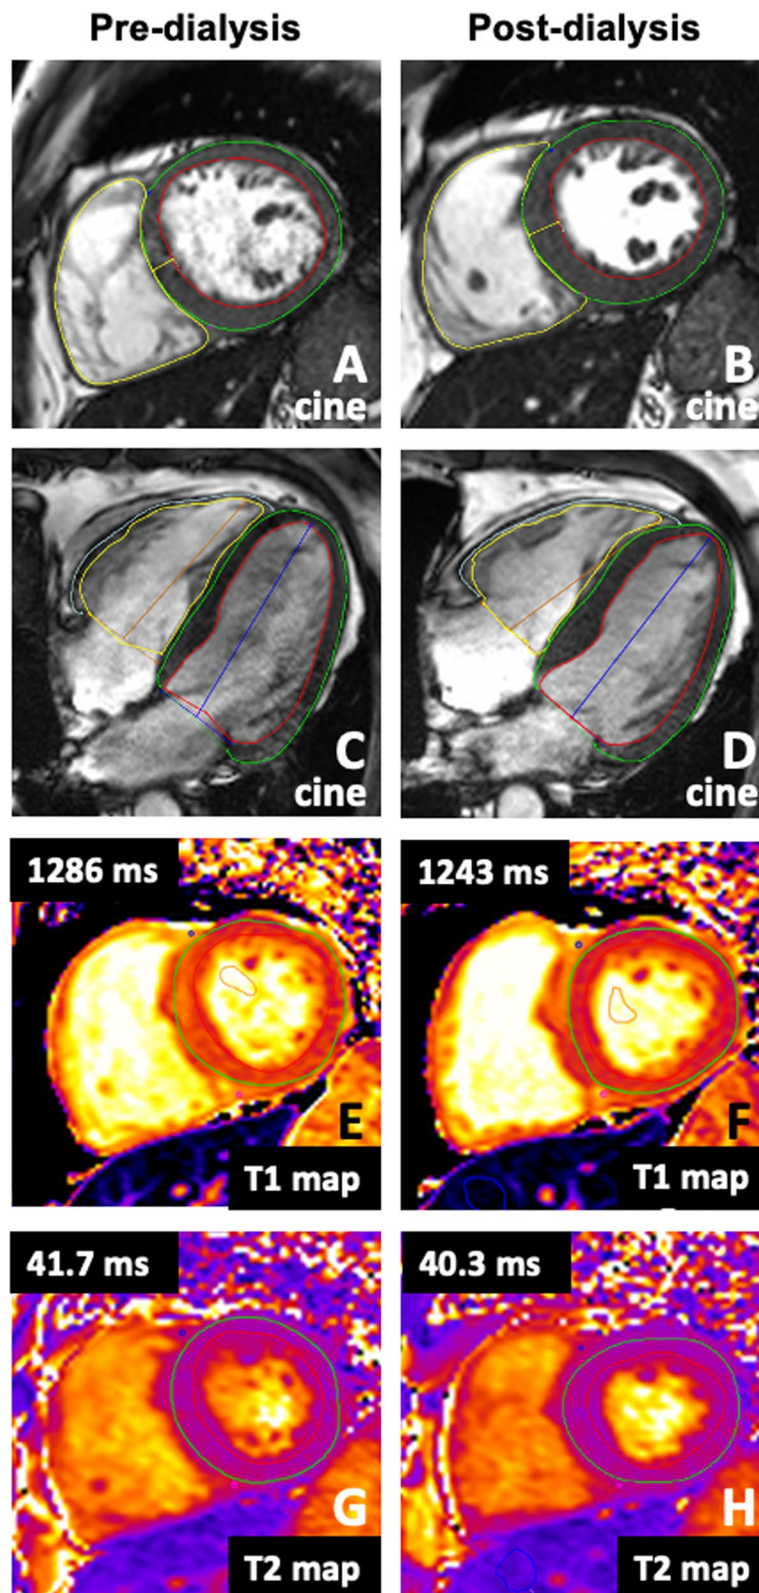 Pre-dialysis
Post-dialysis
A
cine
B
cine
C
cine
D
cine
1286 ms
E
T1 map
1243 ms
F
T1 map
41.7 ms
G
T2 map
40.3 ms
H
T2 map